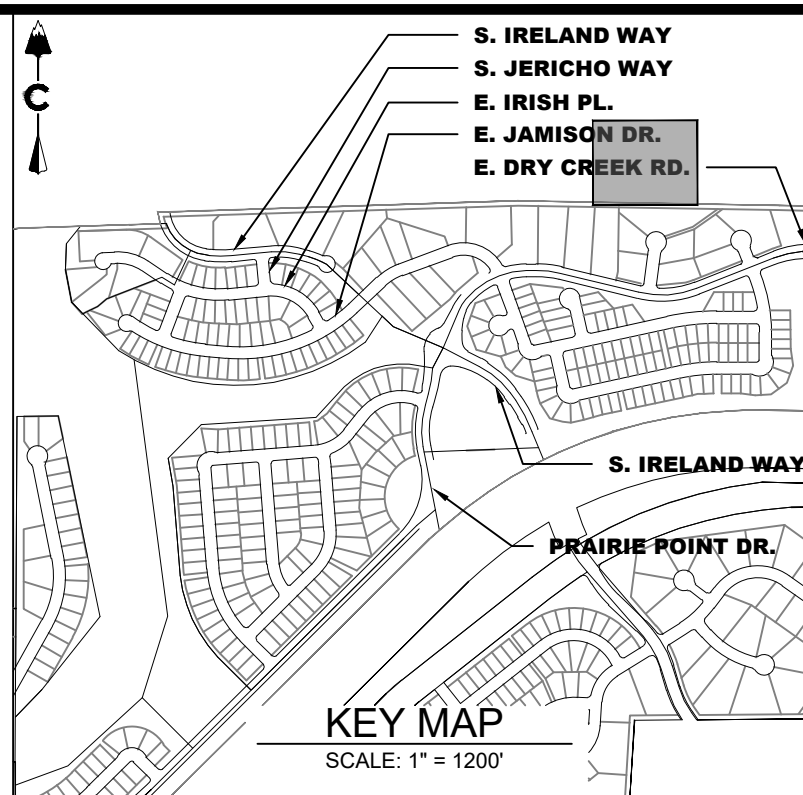 S. IRELAND WAY
S. JERICHO WAY
E. IRISH PL.
E. JAMISON DR.
E. DRY CREEK RD.
C
S. IRELAND WAY
PRAIRIE POINT DR.
KEY MAP
SCALE: 1" = 1200'